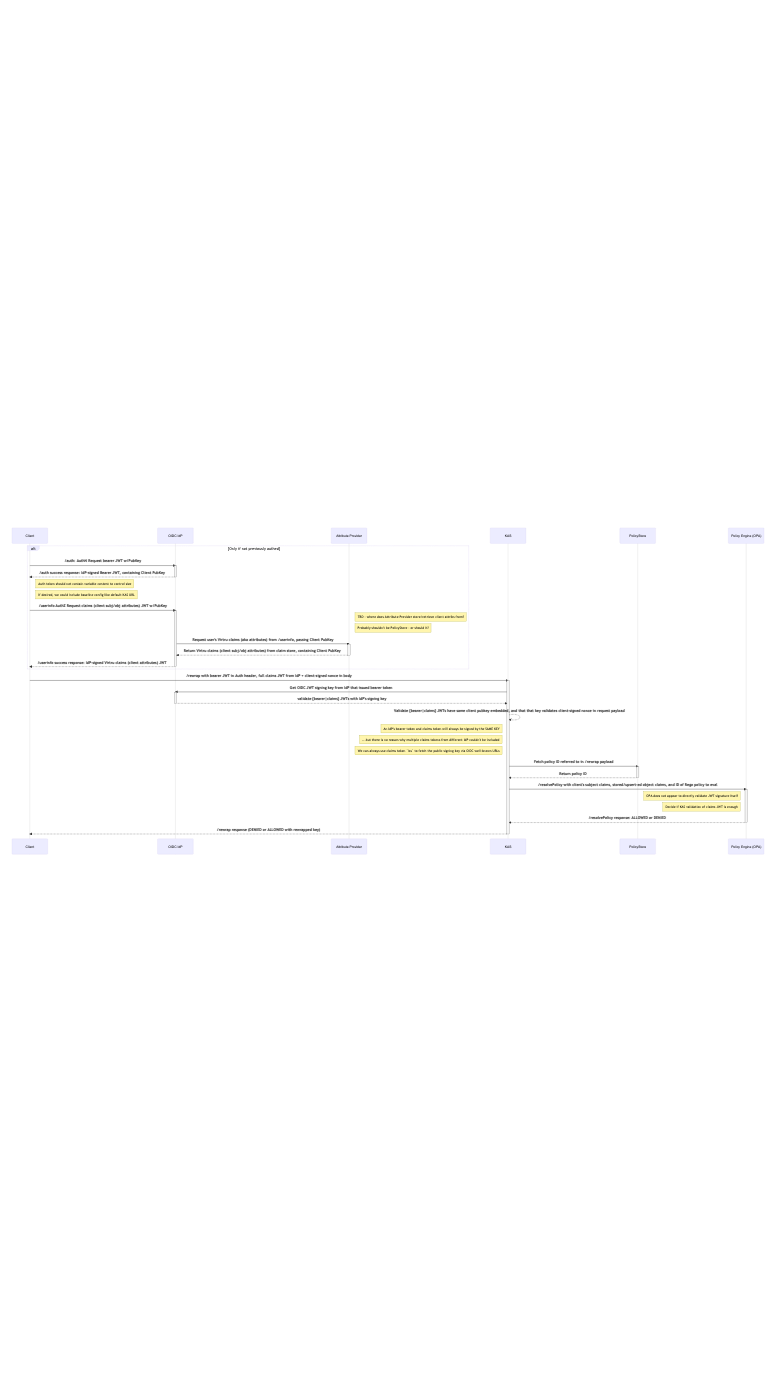 Client
OIDC IdP
Attribute Provider
KAS
PolicyStore
Policy Engine (OPA)
alt
[Only if not previously authed]
/auth: AuthN Request bearer JWT w/PubKey
/auth success response: IdP-signed Bearer JWT, containing Client PubKey
Auth token should not contain variable content to control size
If desired, we could include baseline config like default KAS URL
/userinfo AuthZ Request claims (client sub/obj attributes) JWT w/PubKey
TBD - where does Attribute Provider store/retrieve client entities from?
Probably shouldn't be PolicyStore - or should it?
Request user's Virtru claims (aka attributes) from /userinfo, passing Client PubKey
Return Virtru claims (client subj/obj attributes) from claim store, containing Client PubKey
/userinfo success response: IdP-signed Virtru claims (client attributes) JWT
/rewrap with bearer JWT in Auth header, full claims JWT from IdP + client-signed nonce in body
Get OIDC JWT signing key from IdP that issued bearer token
validate [bearer|claims] JWTs with IdP's signing key
Validate [bearer|claims] JWTs have same client pubkey embedded, and that that key validates client-signed nonce in request payload
An IdP's bearer token and claims token will always be signed by the SAME KEY
... but there is no reason why multiple claims tokens from different IdP couldn't be included
We can always use claims token `iss` to fetch the public signing key via OIDC well-known URLs
Fetch policy ID referred to in /rewrap payload
Return policy ID
/resolvePolicy with client's subject claims, stored/upsert-ed object claims, and ID of Rego policy to eval
OPA does not appear to directly validate JWT signature itself
Decide if KAS validation of claims JWT is enough
/resolvePolicy response: ALLOWED or DENIED
/rewrap response (DENIED or ALLOWED with rewrapped key)
Client
OIDC IdP
Attribute Provider
KAS
PolicyStore
Policy Engine (OPA)